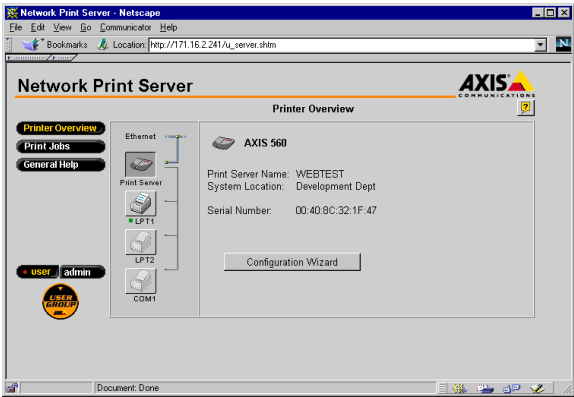 Network Print Server - Netscape
File Edit View Go Communicator Help
Bookmarks Location: http://171.16.2.241/u_server.shtm
N
Network Print Server
AXIS
COMMUNICATIONS
Printer Overview
?
Printer Overview
Print Jobs
General Help
Ethernet
Print Server
LPT1
LPT2
COM1
AXIS 560
Print Server Name: WEBTEST
System Location: Development Dept
Serial Number: 00:40:8C:32:1F:47
Configuration Wizard
user admin
USER
GROUP
Document: Done